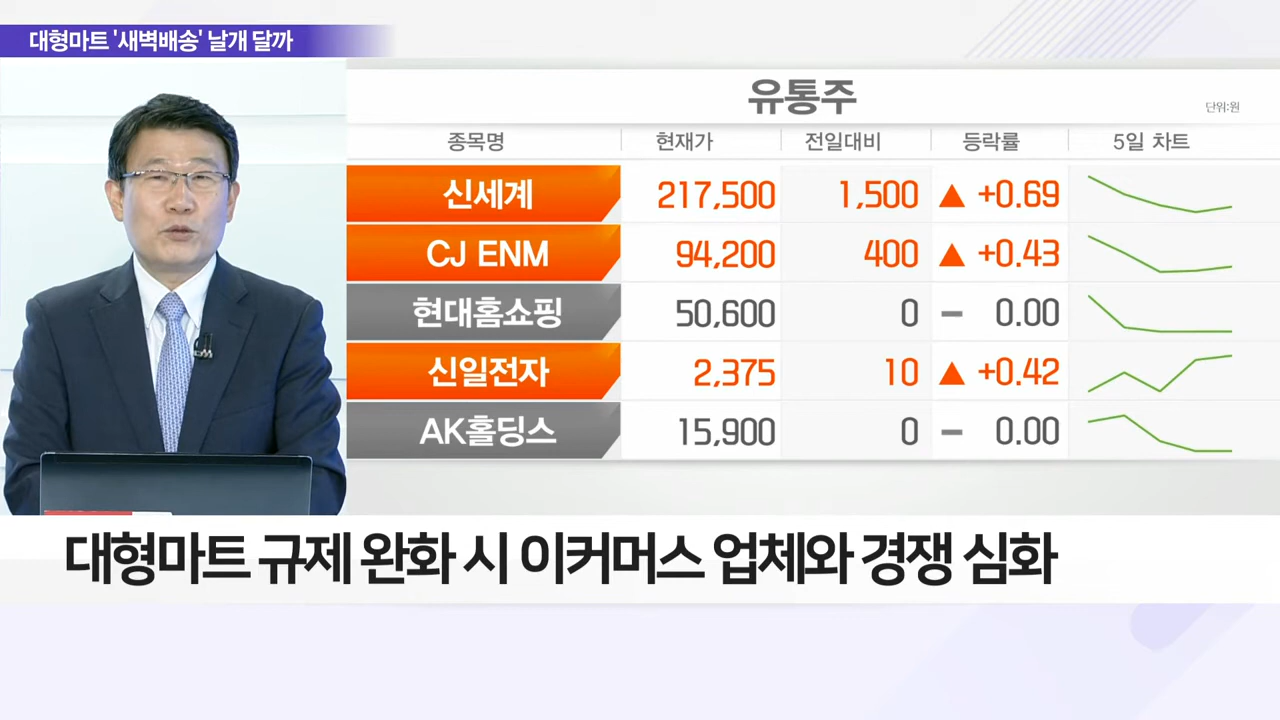 대형마트 '새벽배송' 날개 달까
유통주
단위:원
종목명 현재가 전일대비 등락률 5일 차트
신세계 217,500 1,500 ▲ +0.69
CJ ENM 94,200 400 ▲ +0.43
현대홈쇼핑 50,600 0 - 0.00
신일전자 2,375 10 ▲ +0.42
AK홀딩스 15,900 0 - 0.00
대형마트 규제 완화 시 이커머스 업체와 경쟁 심화